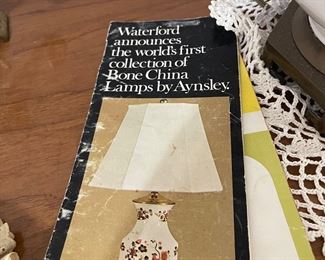 Waterford
announces
the world's first
collection of
Bone China
Lamps by Aynsley.